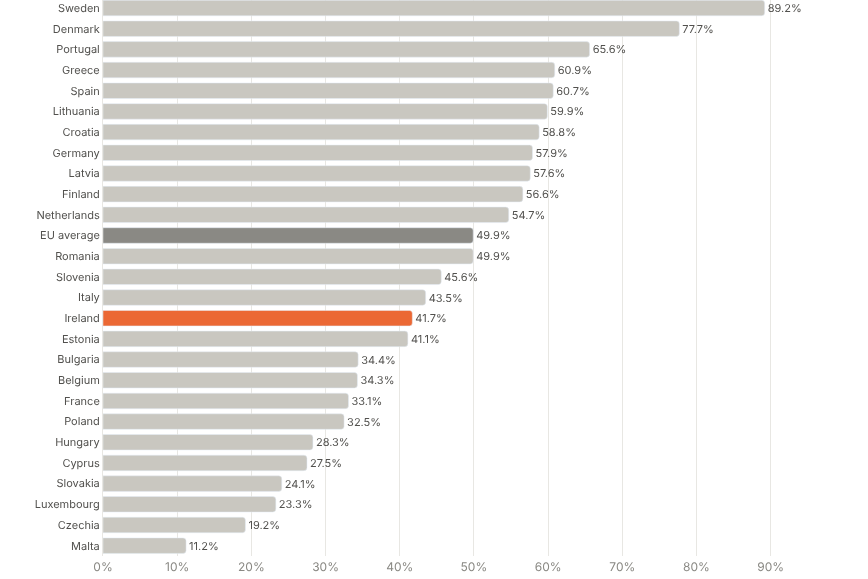 Sweden 89.2%
Denmark 77.7%
Portugal 65.6%
Greece 60.9%
Spain 60.7%
Lithuania 59.9%
Croatia 58.8%
Germany 57.9%
Latvia 57.6%
Finland 56.6%
Netherlands 54.7%
EU average 49.9%
Romania 49.9%
Slovenia 45.6%
Italy 43.5%
Ireland 41.7%
Estonia 41.1%
Bulgaria 34.4%
Belgium 34.3%
France 33.1%
Poland 32.5%
Hungary 28.3%
Cyprus 27.5%
Slovakia 24.1%
Luxembourg 23.3%
Czechia 19.2%
Malta 11.2%
0% 10% 20% 30% 40% 50% 60% 70% 80% 90%